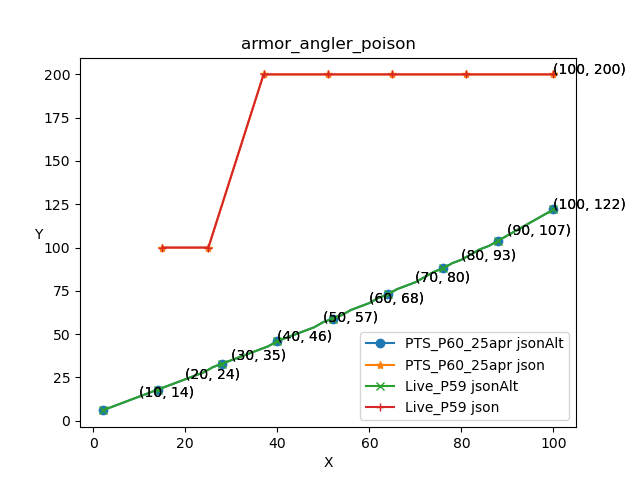 armor_angler_poison
200
175
150
125
100
75
50
25
0
Y
(100, 200)
(100, 122)
(90, 107)
(80, 93)
(70, 80)
(60, 68)
(50, 57)
(40, 46)
(30, 35)
(20, 24)
(10, 14)
PTS_P60_25apr jsonAlt
PTS_P60_25apr json
Live_P59 jsonAlt
Live_P59 json
0 20 40 60 80 100
X